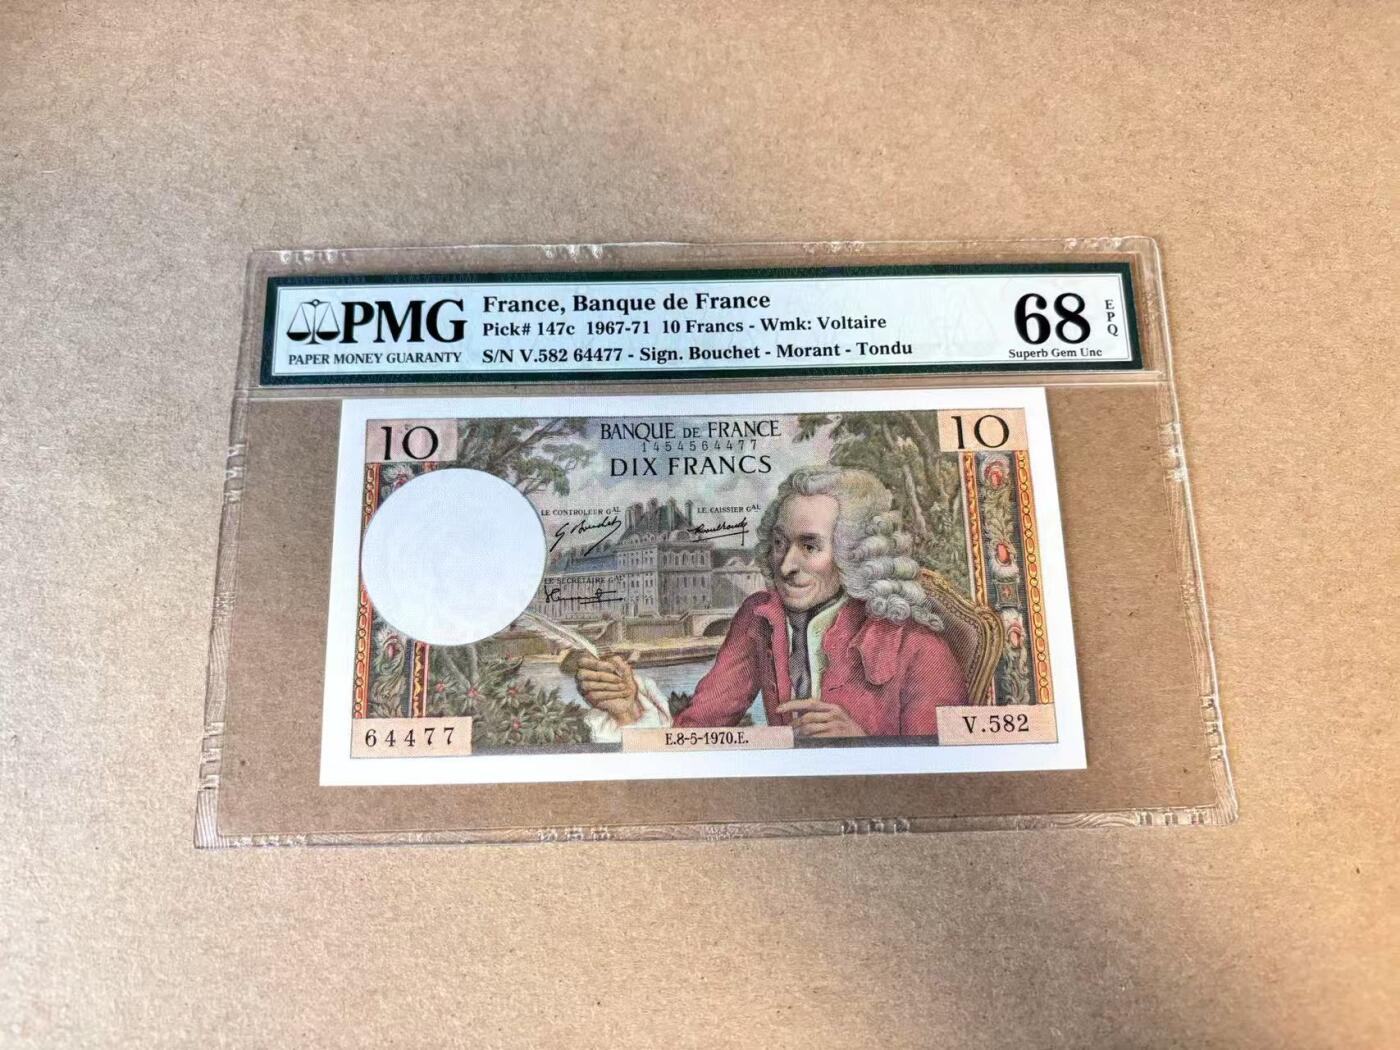 PMG
PAPER MONEY GUARANTY
France, Banque de France
Pick# 147c 1967-71 10 Francs - Wmk: Voltaire
S/N V.582 64477 - Sign. Bouchet - Morant - Tondu
68
EPQ
Superb Gem Unc
10
BANQUE DE FRANCE
1454564477
DIX FRANCS
10
LE CONTROLEUR GAL
LE CAISSIER GAL
LE SECRÉTAIRE GAL
64477
E.8-5-1970.E.
V.582